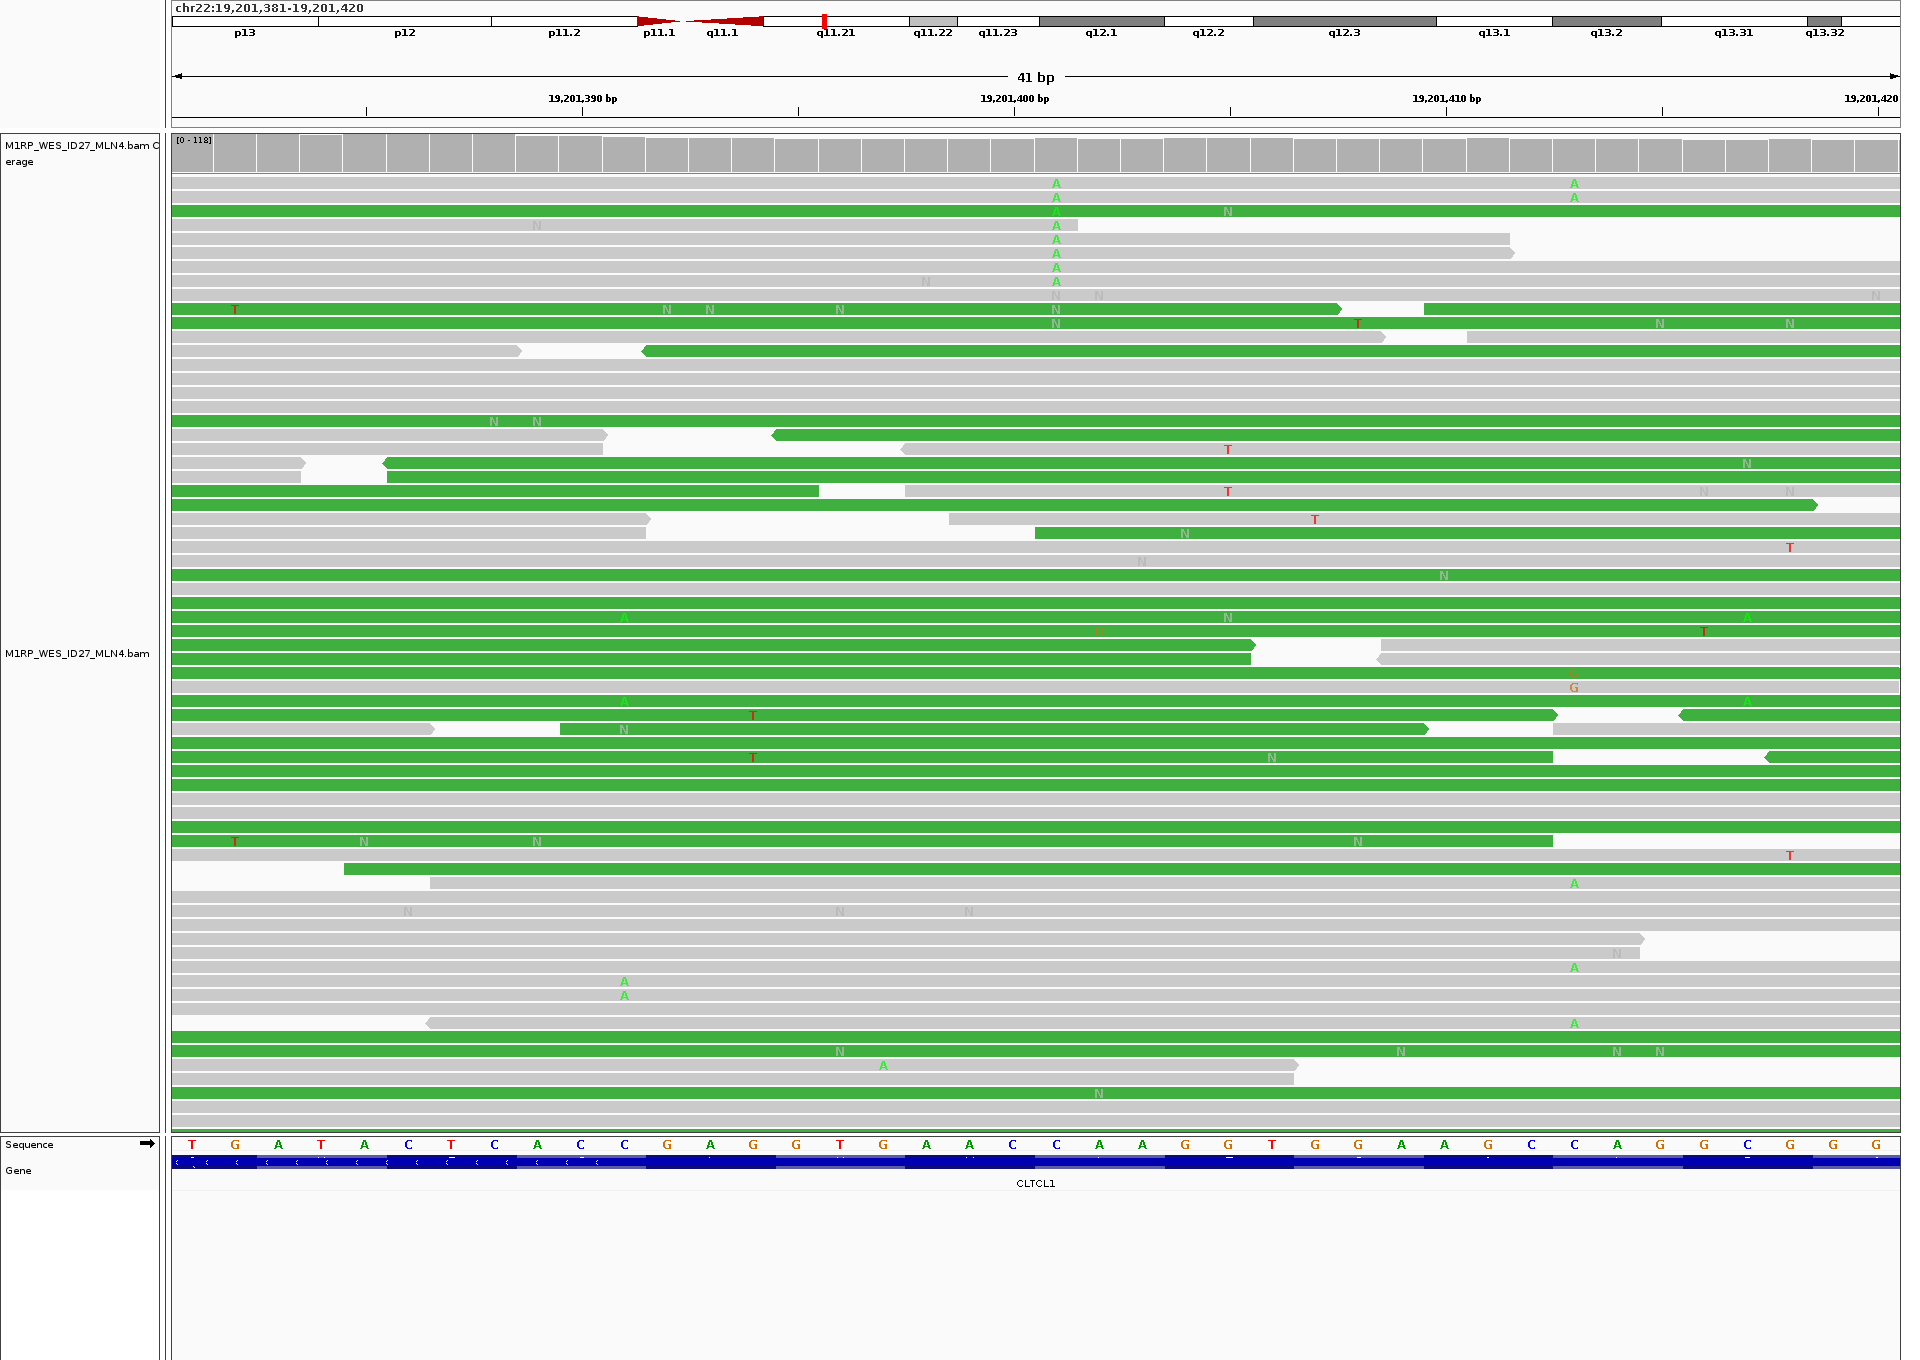 chr22:19,201,381-19,201,420
p13 p12 p11.2 p11.1 q11.1 q11.21 q11.22 q11.23 q12.1 q12.2 q12.3 q13.1 q13.2 q13.31 q13.32
41 bp
19,201,390 bp 19,201,400 bp 19,201,410 bp 19,201,420
M1RP_WES_ID27_MLN4.bam C
erage
[0 - 118]
A A
A A
A N
N A
A
A
A
N A
N N N
T N N N N
N T N N
N N
T
N
T N N
T
N
T
N
N
A N A
T
G
G
A A
T
N
T N
T N N N
T
A
N N N
N
A
A
A
A
N N N N
A
N
M1RP_WES_ID27_MLN4.bam
Sequence T G A T A C T C A C C G A G G T G A A C C A A G G T G G A A G C C A G G C G G G
Gene
CLTCL1